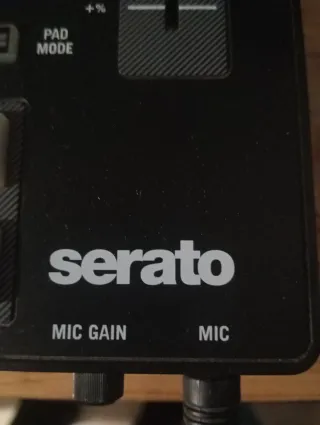 +%
PAD
MODE
serato
MIC GAIN
MIC